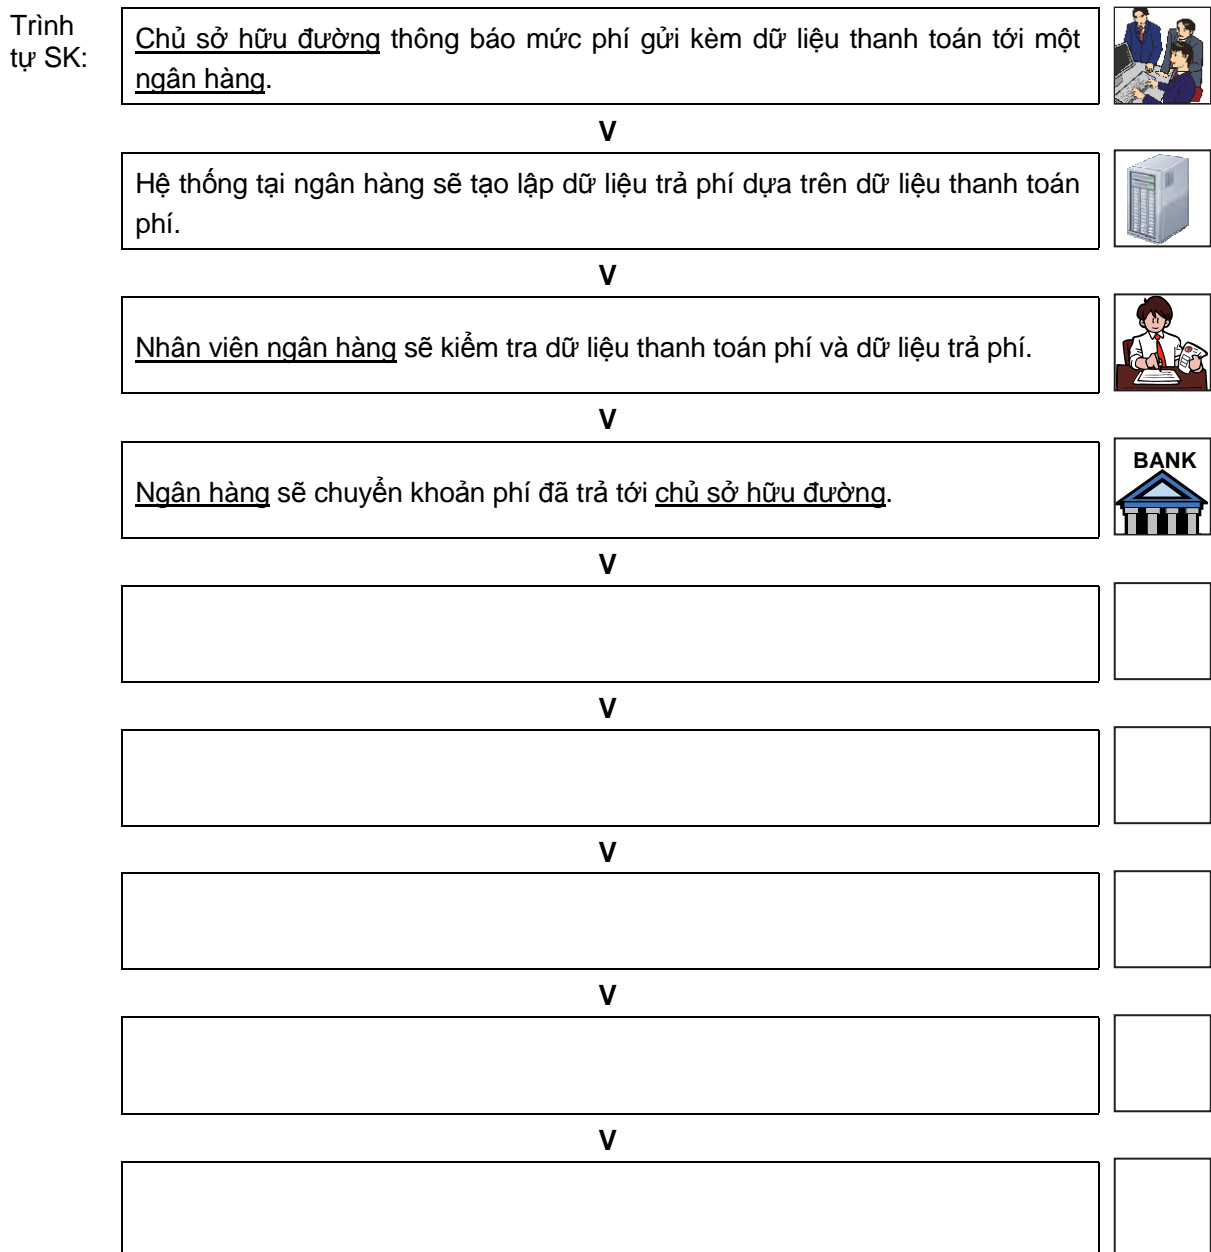 Trình
tự SK:
Chủ sở hữu đường thông báo mức phí gửi kèm dữ liệu thanh toán tới một
ngân hàng.
V
Hệ thống tại ngân hàng sẽ tạo lập dữ liệu trả phí dựa trên dữ liệu thanh toán
phí.
V
Nhân viên ngân hàng sẽ kiểm tra dữ liệu thanh toán phí và dữ liệu trả phí.
V
BANK
Ngân hàng sẽ chuyển khoản phí đã trả tới chủ sở hữu đường.
V
V
V
V
V